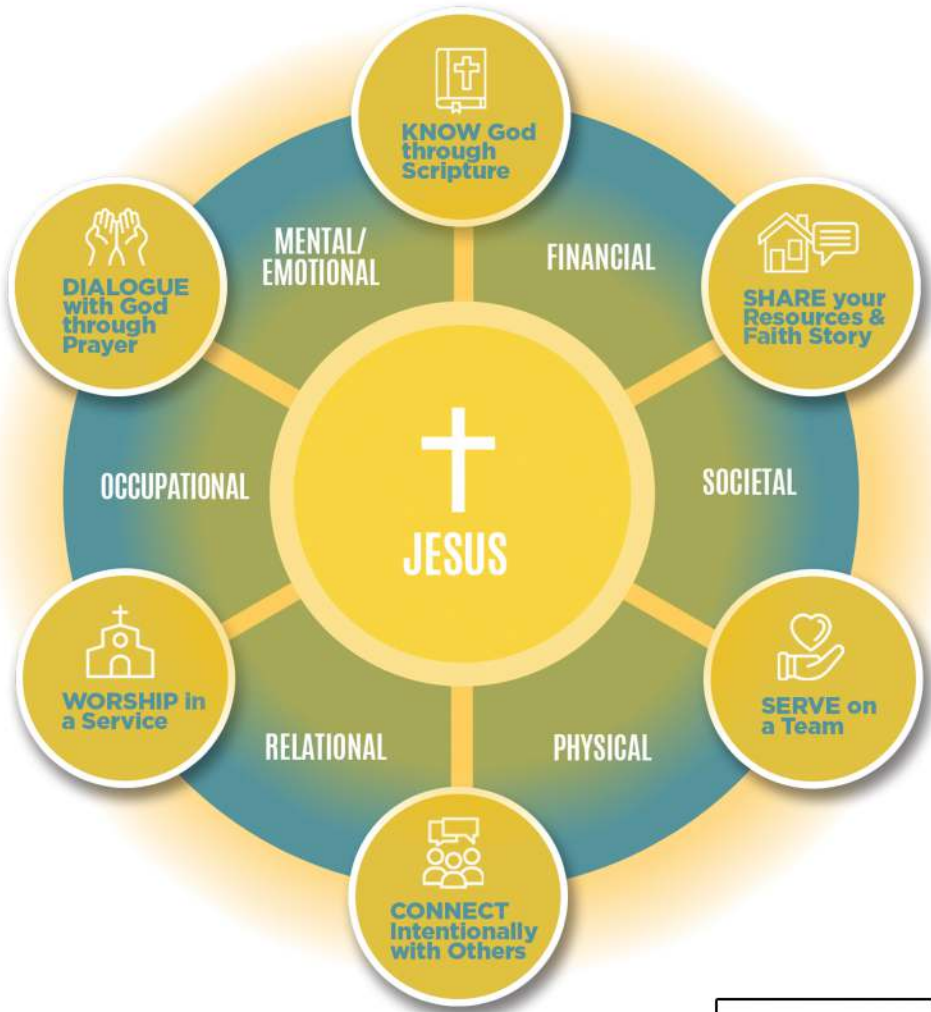 KNOW God
through
Scripture
MENTAL/
EMOTIONAL
FINANCIAL
DIALOGUE
with God
through
Prayer
SHARE your
Resources &
Faith Story
OCCUPATIONAL
JESUS
SOCIETAL
WORSHIP in
a Service
SERVE on
a Team
RELATIONAL
PHYSICAL
CONNECT
Intentionally
with Others